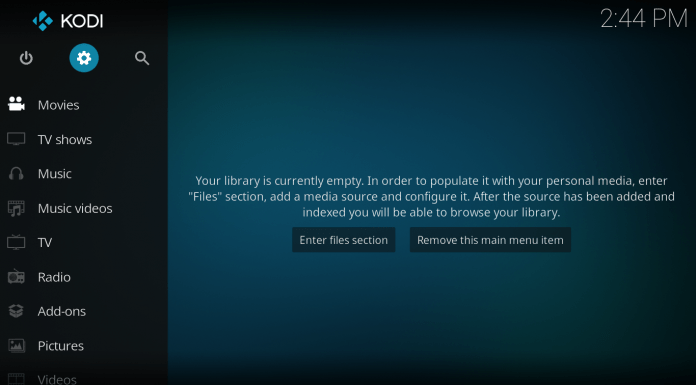 KODI
2:44 PM
Movies
TV shows
Music
Music videos
TV
Radio
Add-ons
Pictures
Videos
Your library is currently empty. In order to populate it with your personal media, enter
"Files" section, add a media source and configure it. After the source has been added and
indexed you will be able to browse your library.
Enter files section
Remove this main menu item